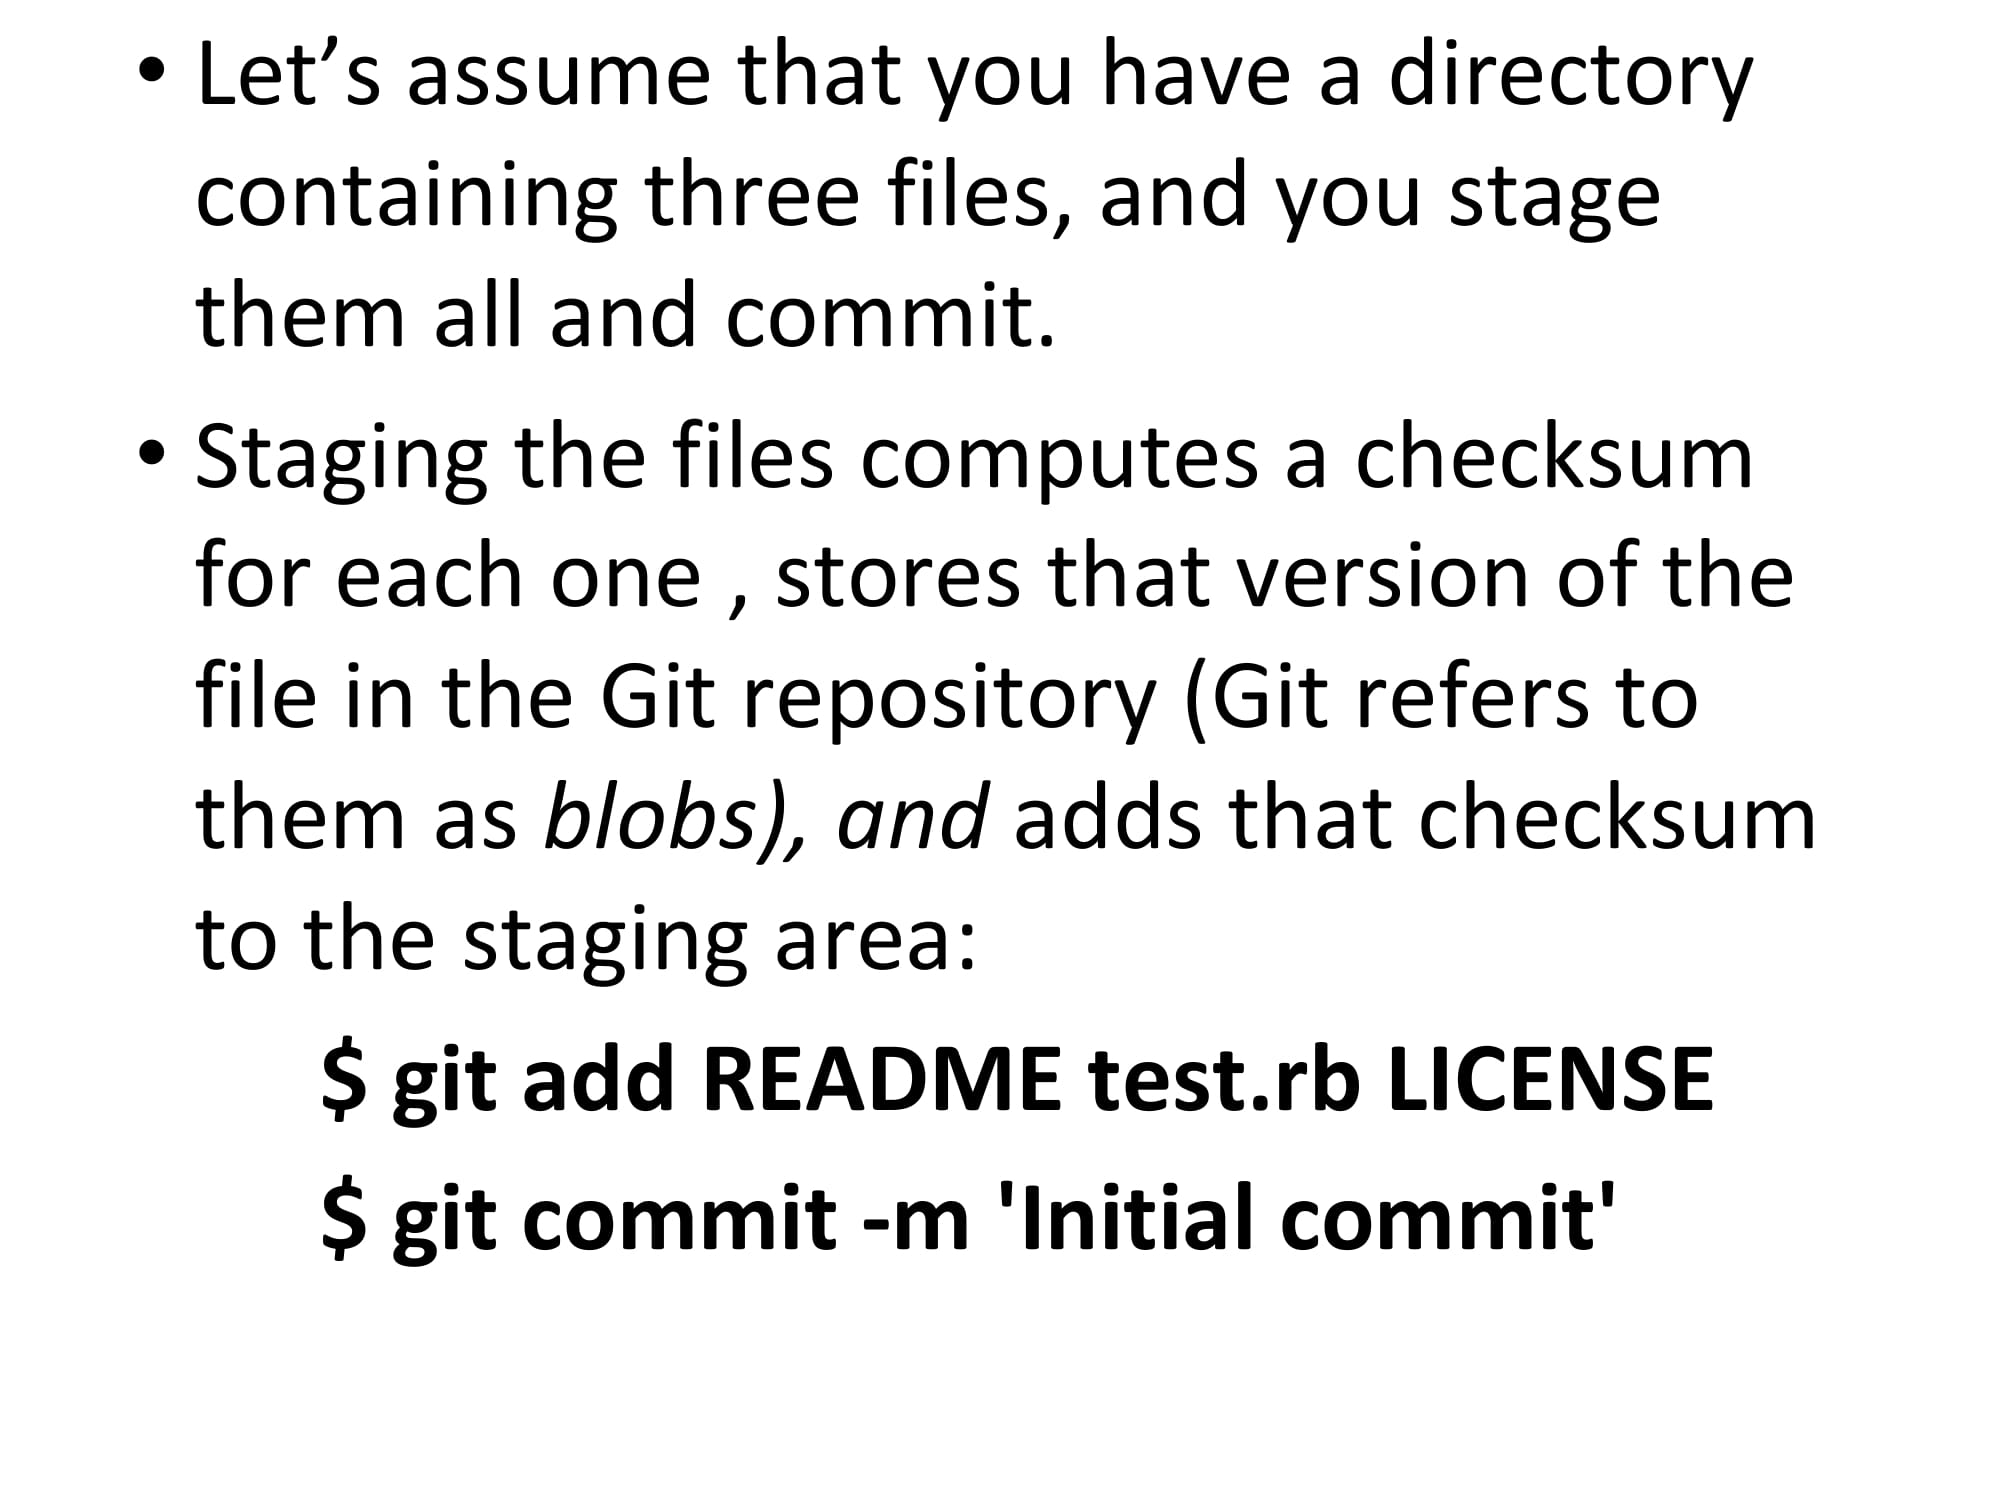 • Let’s assume that you have a directory
containing three files, and you stage
them all and commit.
• Staging the files computes a checksum
for each one , stores that version of the
file in the Git repository (Git refers to
them as blobs), and adds that checksum
to the staging area:
$ git add README test.rb LICENSE
$ git commit -m 'Initial commit'